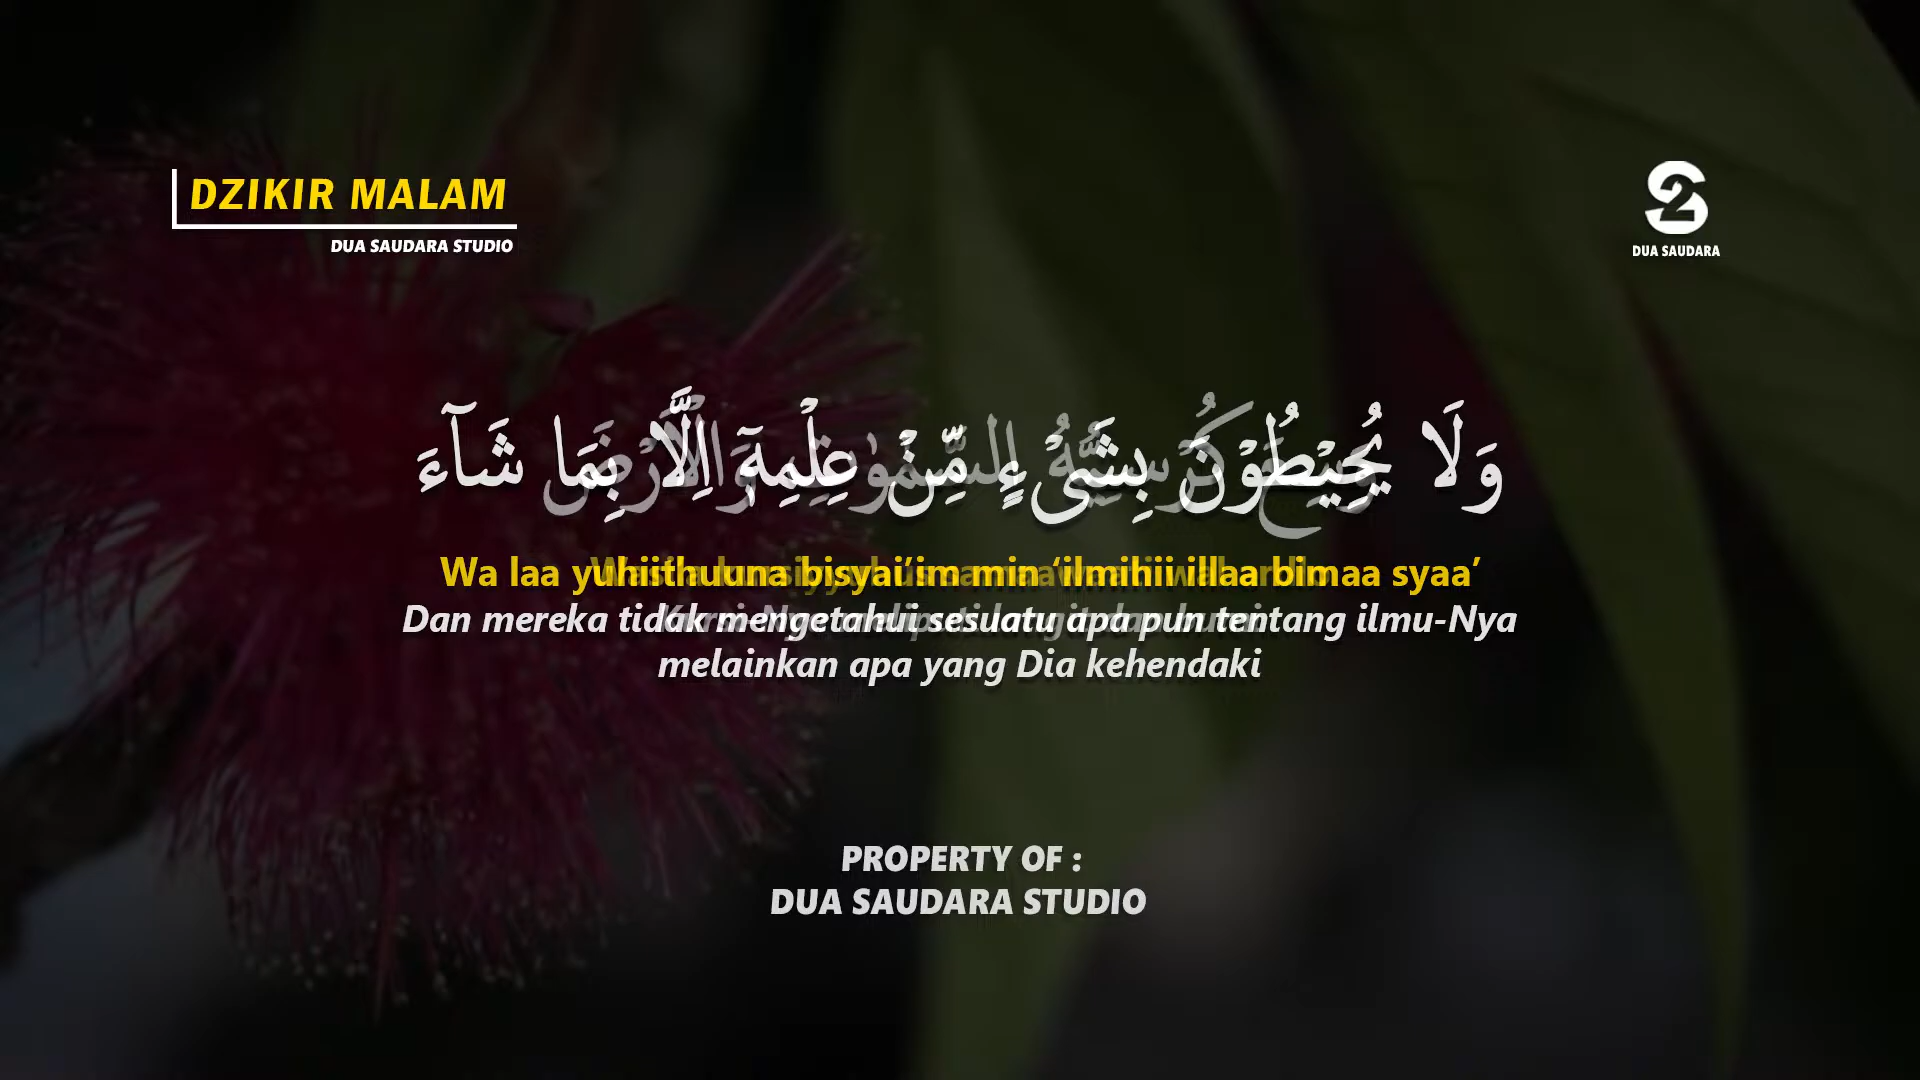 DZIKIR MALAM
DUA SAUDARA STUDIO
S2
DUA SAUDARA
وَلَا يُحِيْطُوْنَ بِشَيْءٍ مِّنْ عِلْمِهٖٓ اِلَّا بِمَا شَآءَ
Wa laa yuhiithuuna bisyai’im min ‘ilmihii illaa bimaa syaa’
Dan mereka tidak mengetahui sesuatu apa pun tentang ilmu-Nya
melainkan apa yang Dia kehendaki
PROPERTY OF :
DUA SAUDARA STUDIO